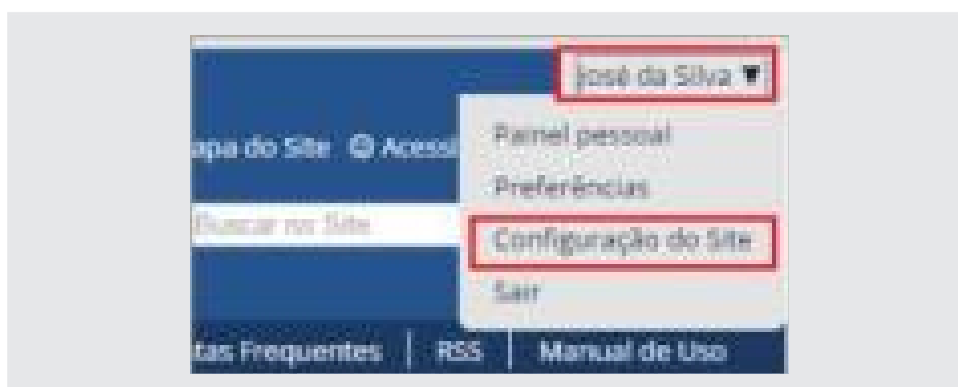 José da Silva ▼
Painel pessoal
apa do Site Acessi
Preferências
Buscar no Site
Configuração do Site
Sair
tas Frequentes | RSS | Manual de Uso